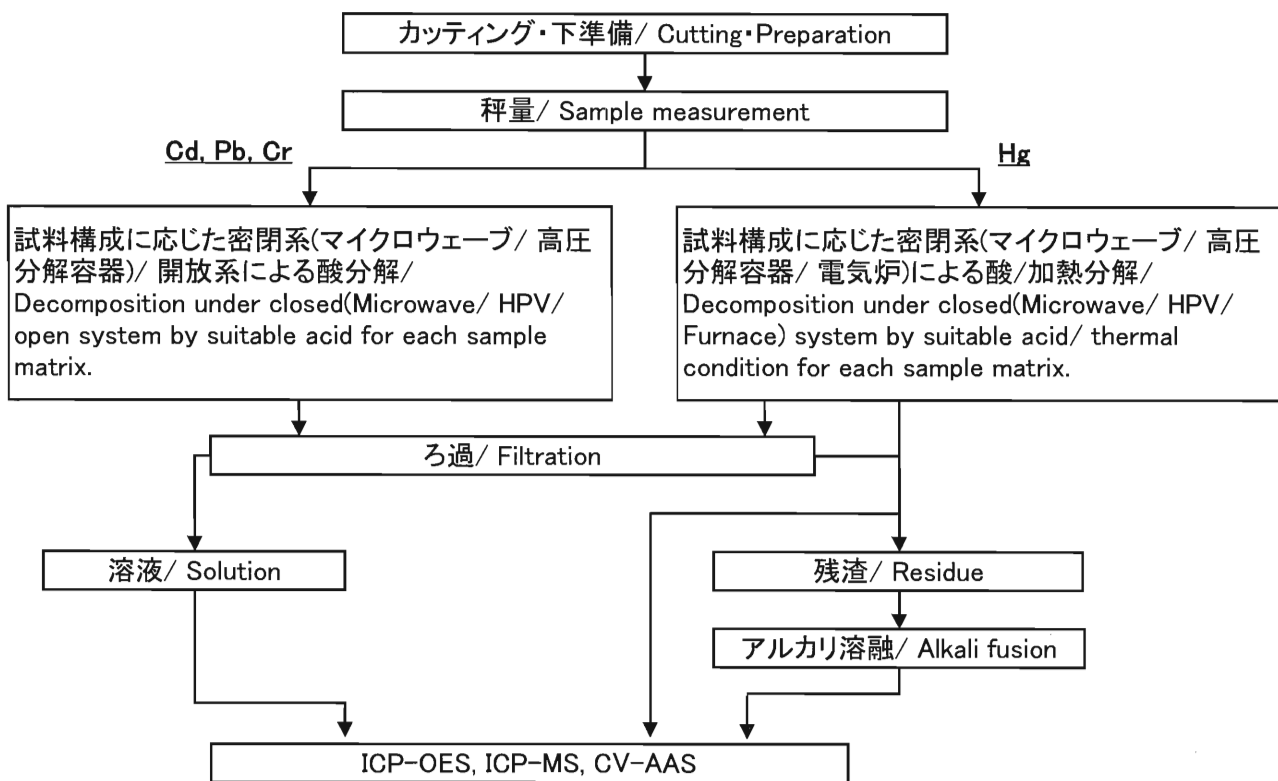 カッティング・下準備/ Cutting・Preparation
秤量/ Sample measurement
Cd, Pb, Cr
Hg
試料構成に応じた密閉系(マイクロウェーブ/ 高圧
分解容器)/ 開放系による酸分解/
Decomposition under closed(Microwave/ HPV/
open system by suitable acid for each sample
matrix.
試料構成に応じた密閉系(マイクロウェーブ/ 高圧
分解容器/ 電気炉)による酸/加熱分解/
Decomposition under closed(Microwave/ HPV/
Furnace) system by suitable acid/ thermal
condition for each sample matrix.
ろ過/ Filtration
溶液/ Solution
残渣/ Residue
アルカリ溶融/ Alkali fusion
ICP-OES, ICP-MS, CV-AAS